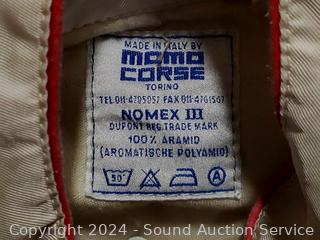 MADE IN ITALY BY
MOMO
CORSE
TORINO
TEL 011-4705057 FAX 011-4701507
NOMEX III
DUPONT REG. TRADE MARK
100% ARAMID
(AROMATISCHE POLYAMID)
30° A
Copyright © 2024 - Sound Auction Service